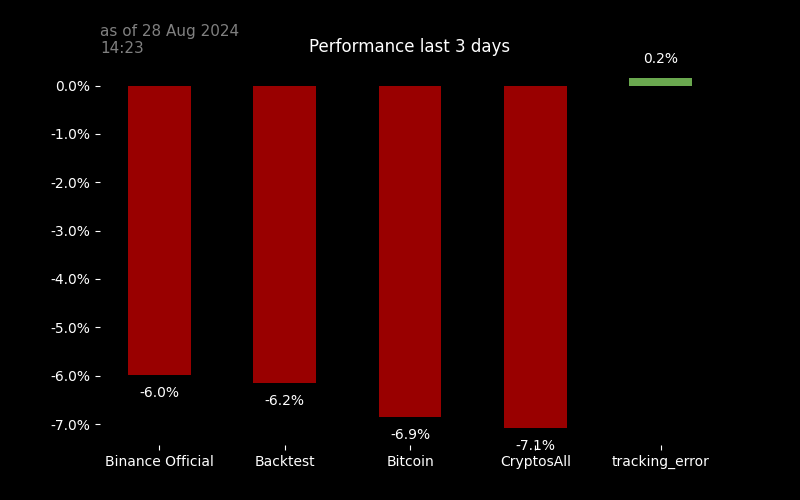 as of 28 Aug 2024
14:23
Performance last 3 days
0.2%
0.0%
-1.0%
-2.0%
-3.0%
-4.0%
-5.0%
-6.0%
-7.0%
-6.0%
-6.2%
-6.9%
-7.1%
Binance Official
Backtest
Bitcoin
CryptosAll
tracking_error